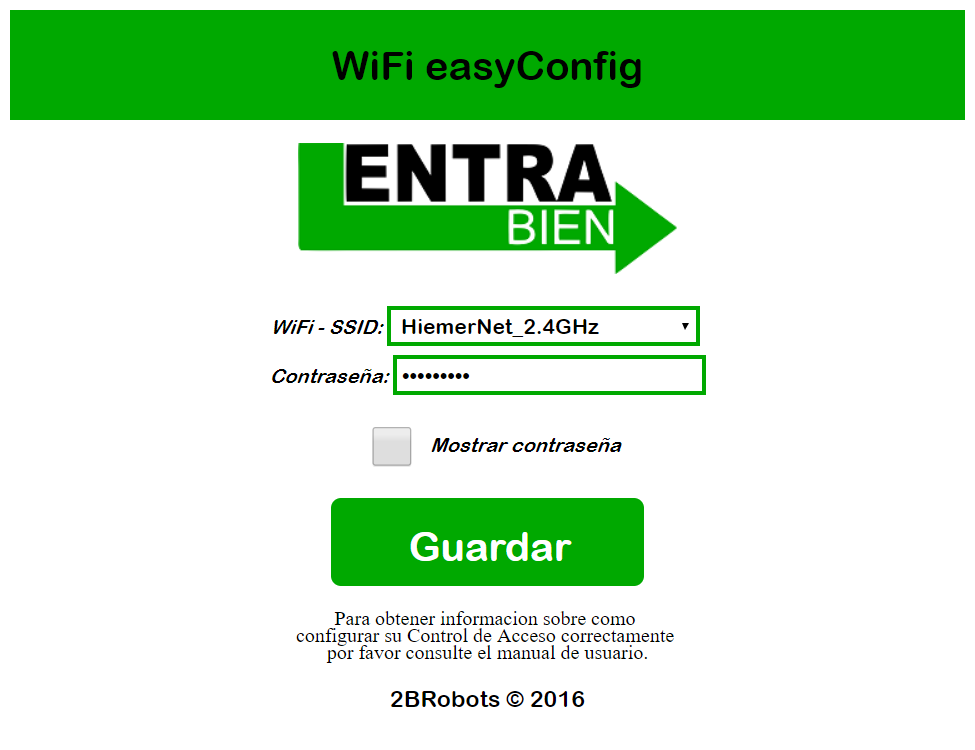 WiFi easyConfig
ENTRA
BIEN
WiFi - SSID: HiemerNet_2.4GHz
Contraseña: •••••••••
Mostrar contraseña
Guardar
Para obtener informacion sobre como
configurar su Control de Acceso correctamente
por favor consulte el manual de usuario.
2BRobots © 2016